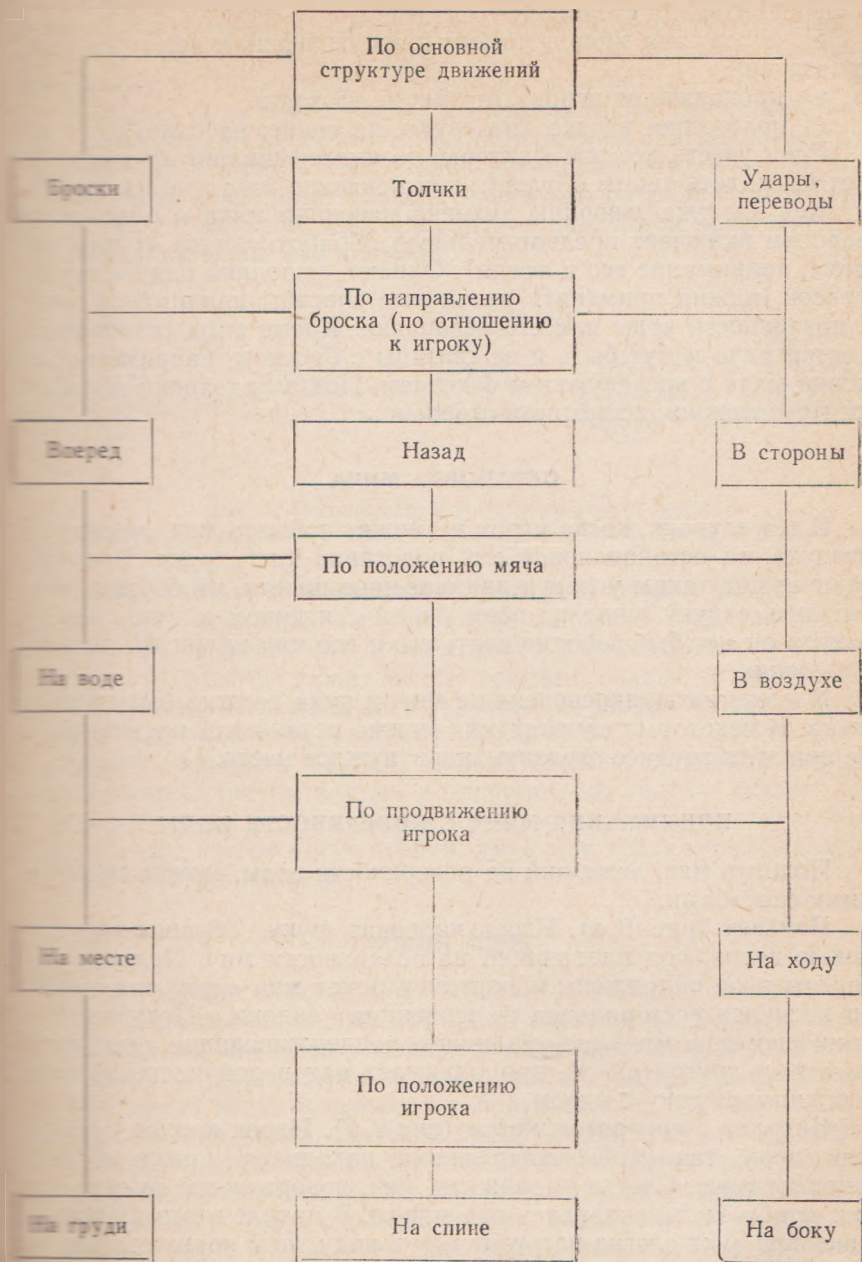 По основной
структуре движений
Броски
Толчки
Удары,
переводы
По направлению
броска (по отношению
к игроку)
Вперед
Назад
В стороны
По положению мяча
На воде
В воздухе
По продвижению
игрока
На месте
На ходу
По положению
игрока
На груди
На спине
На боку